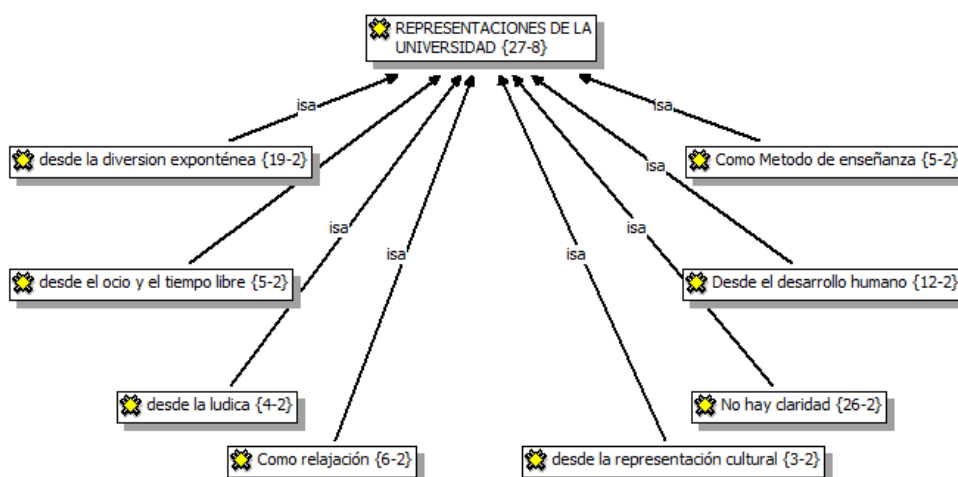 REPRESENTACIONES DE LA
UNIVERSIDAD {27-8}
isa
isa
desde la diversion exponténea {19-2}
Como Metodo de enseñanza {5-2}
isa
isa
isa
isa
isa
desde el ocio y el tiempo libre {5-2}
Desde el desarrollo humano {12-2}
desde la ludica {4-2}
No hay claridad {26-2}
Como relajación {6-2}
desde la representación cultural {3-2}